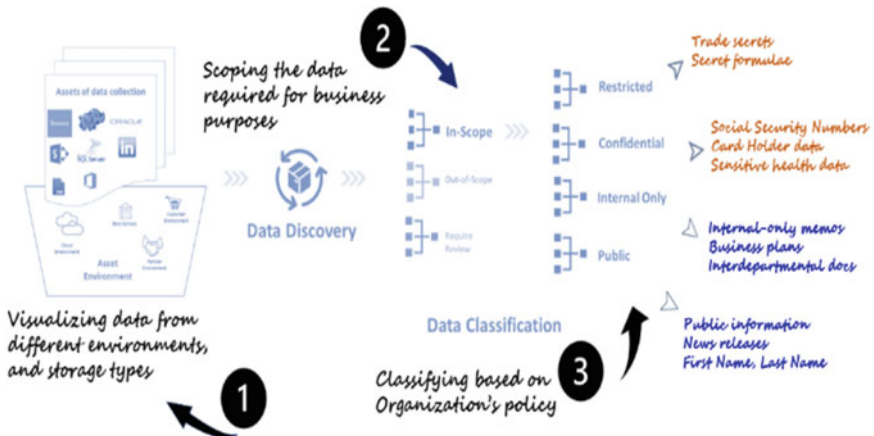 2
Scoping the data
required for business
purposes
Assets of data collection
ORACLE
SQL Server
in
Asset
Environment
Visualizing data from
different environments,
and storage types
1
Data Discovery
In-Scope
Out-of-Scope
Require
Review
Restricted
Confidential
Internal Only
Public
Data Classification
Classifying based on
Organization's policy
3
Trade secrets
Secret formulae
Social Security Numbers
Card Holder data
Sensitive health data
Internal-only memos
Business plans
Interdepartmental docs
Public information
News releases
First Name, Last Name